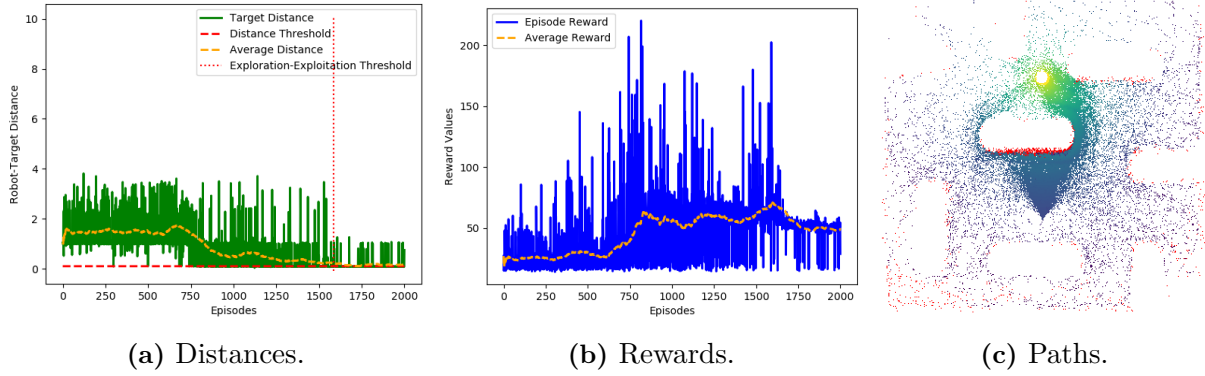 10
8
6
4
2
0
Robot-Target Distance
Target Distance
Distance Threshold
Average Distance
Exploration-Exploitation Threshold
0 250 500 750 1000 1250 1500 1750 2000
Episodes
(a) Distances.
200
150
100
50
Reward Values
Episode Reward
Average Reward
0 250 500 750 1000 1250 1500 1750 2000
Episodes
(b) Rewards.
(c) Paths.